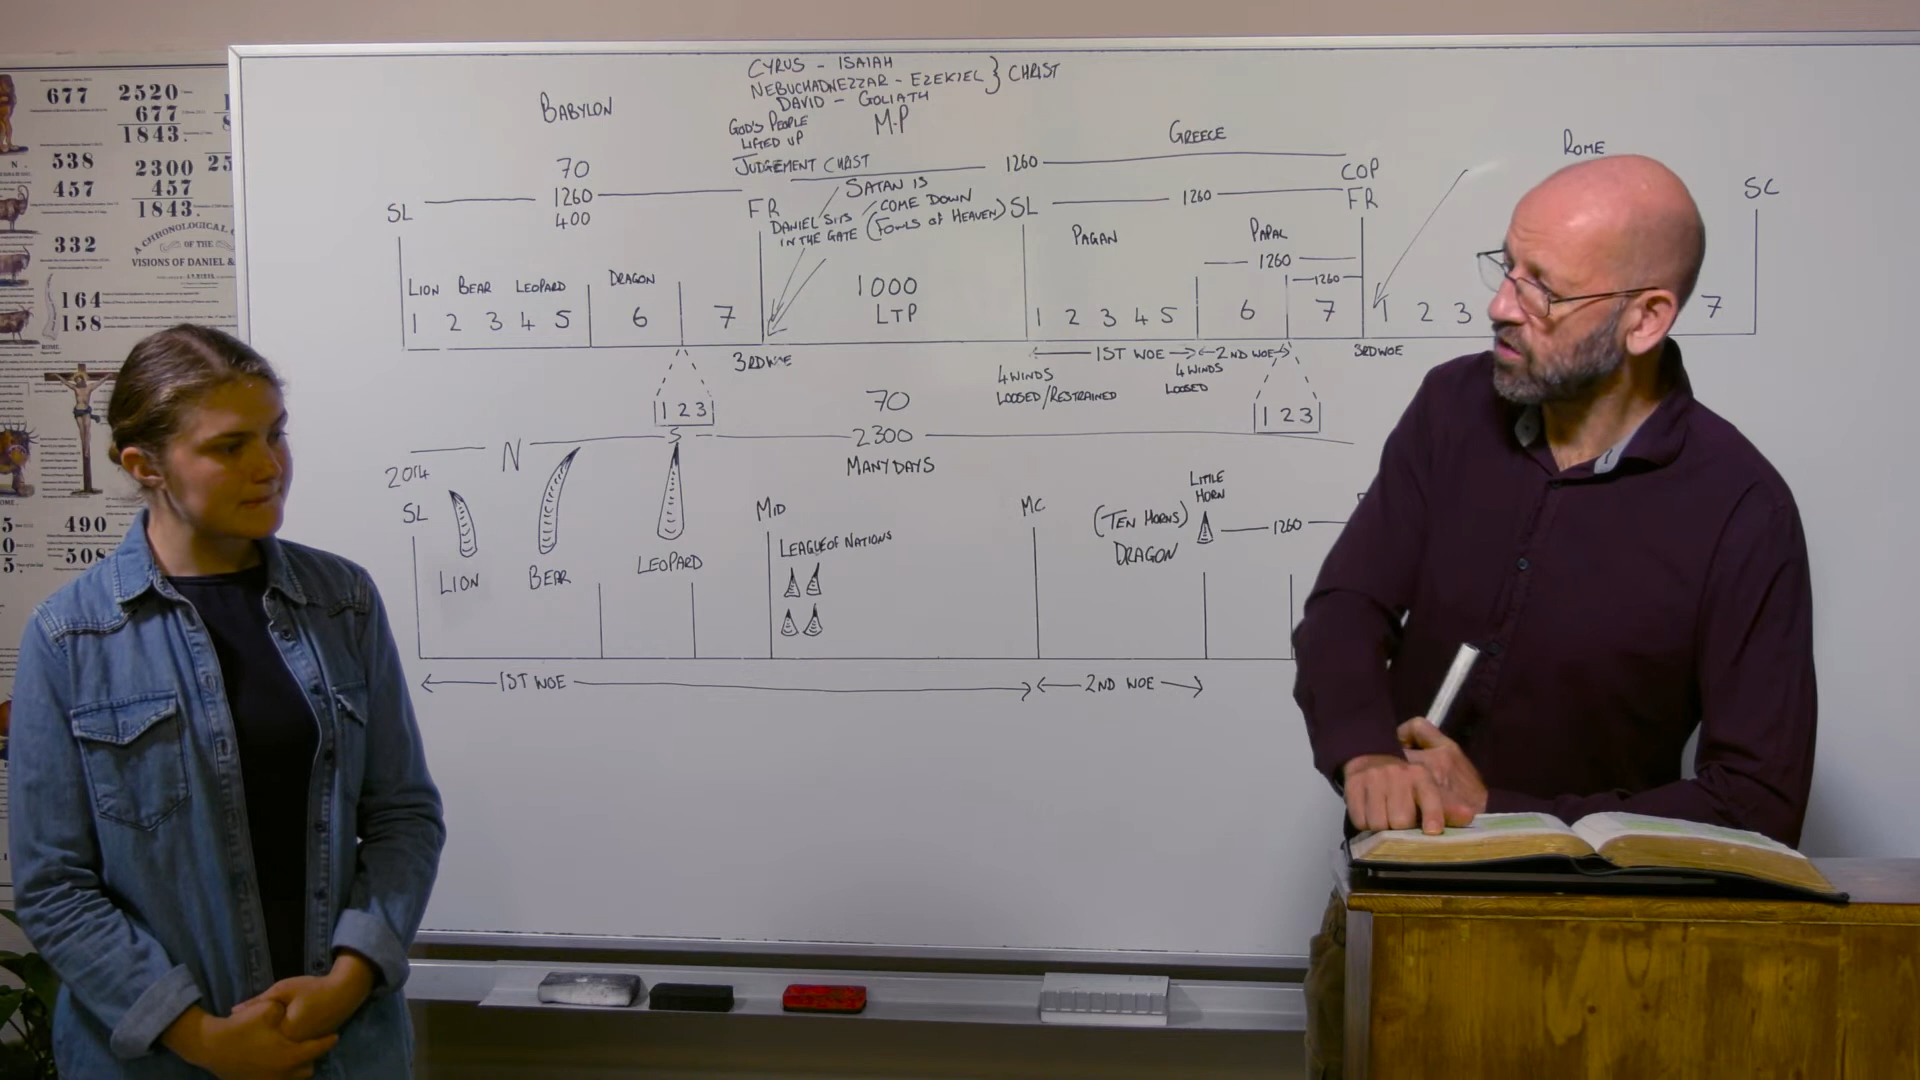 677 2520
677
1843.
538 2300 25
457 457
1843.
A CHRONOLOGICAL
332 OF THE
VISIONS OF DANIEL &
164
158
ROME.
490
508
CYRUS - ISAIAH
NEBUCHADNEZZAR - EZEKIEL } CHRIST
DAVID - GOLIATH
M-P
BABYLON
GOD'S PEOPLE
LIFTED UP
JUDGEMENT CHRIST
GREECE
1260
ROME
70
1260
400
SL
FR
SATAN IS
COME DOWN
(FOWLS OF HEAVEN)
DANIEL SITS
IN THE GATE
SL
1260
COP
FR
SC
PAGAN
PAPAL
1260
1260
LION BEAR LEOPARD DRAGON
1 2 3 4 5 6 7
1000
LTP
1 2 3 4 5 6 7
1 2 3 7
3RD WOE
1ST WOE
2ND WOE
3RD WOE
4 WINDS
LOOSED/RESTRAINED
4 WINDS
LOOSED
1 2 3
1 2 3
70
2300
MANY DAYS
N
S
2014
SL
LION
BEAR
LEOPARD
MID
LEAGUE OF NATIONS
MC
(TEN HORNS)
DRAGON
LITTLE
HORN
1260
1ST WOE
2ND WOE